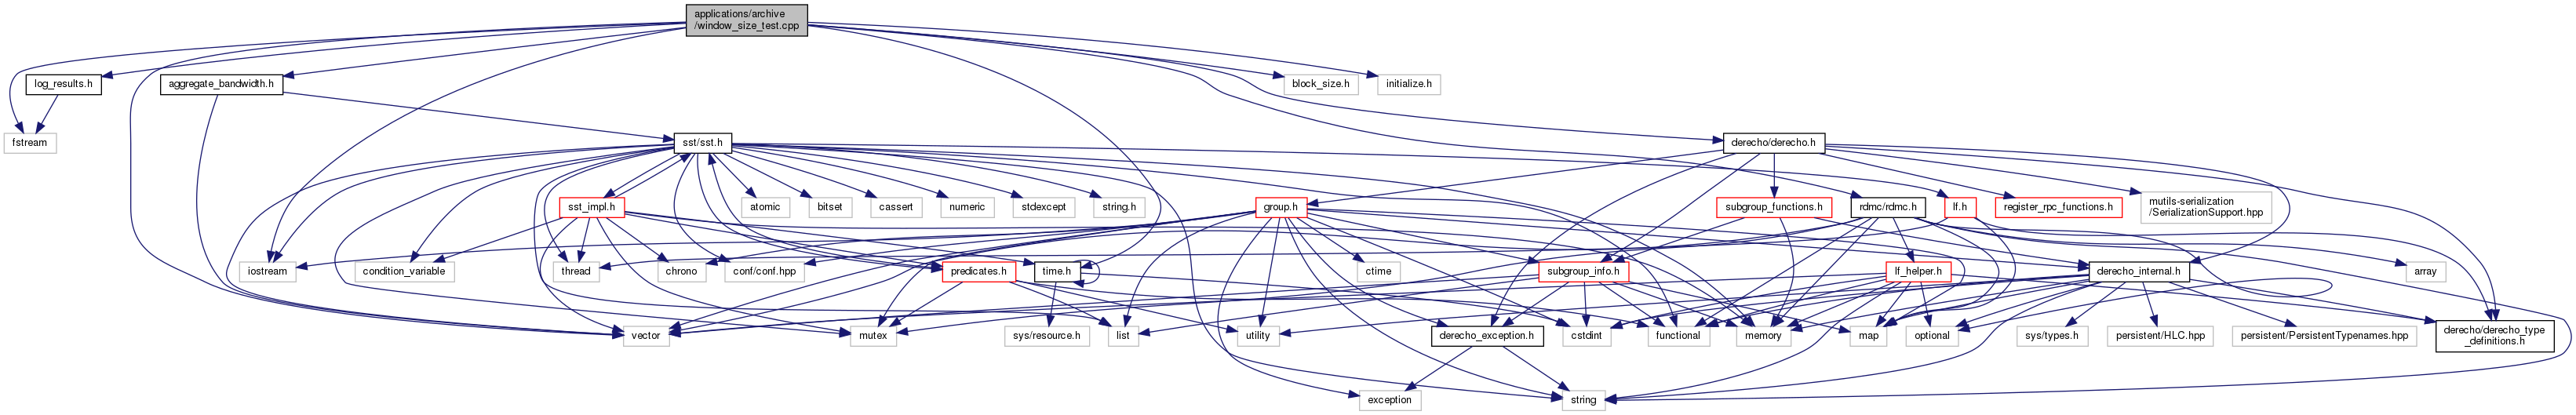 applications/archive
/window_size_test.cpp
log_results.h
aggregate_bandwidth.h
block_size.h
initialize.h
fstream
sst/sst.h
derecho/derecho.h
sst_impl.h
atomic
bitset
cassert
numeric
stdexcept
string.h
group.h
subgroup_functions.h
rdmc/rdmc.h
lf.h
register_rpc_functions.h
mutils-serialization
/SerializationSupport.hpp
iostream
condition_variable
thread
chrono
conf/conf.hpp
predicates.h
time.h
ctime
subgroup_info.h
lf_helper.h
derecho_internal.h
array
vector
mutex
sys/resource.h
list
utility
derecho_exception.h
cstdint
functional
memory
map
optional
sys/types.h
persistent/HLC.hpp
persistent/PersistentTypenames.hpp
derecho/derecho_type
_definitions.h
exception
string